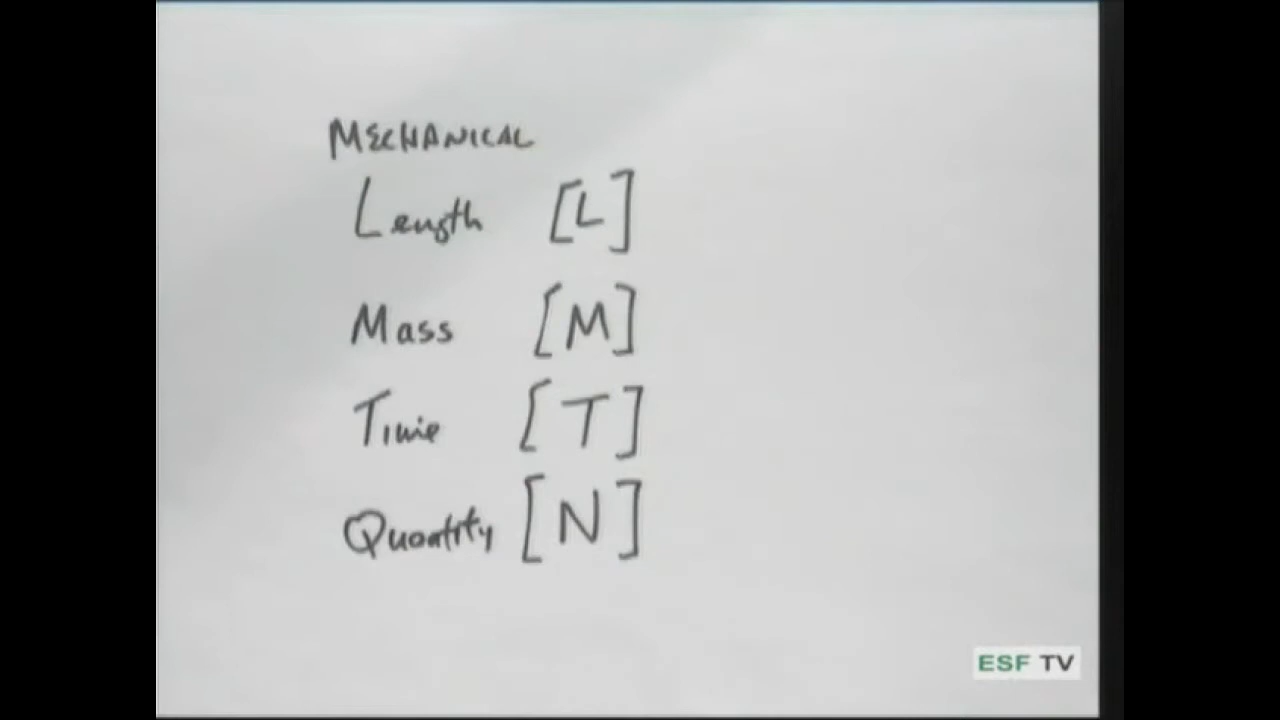 MECHANICAL
Length [L]
Mass [M]
Time [T]
Quantity [N]
ESF TV